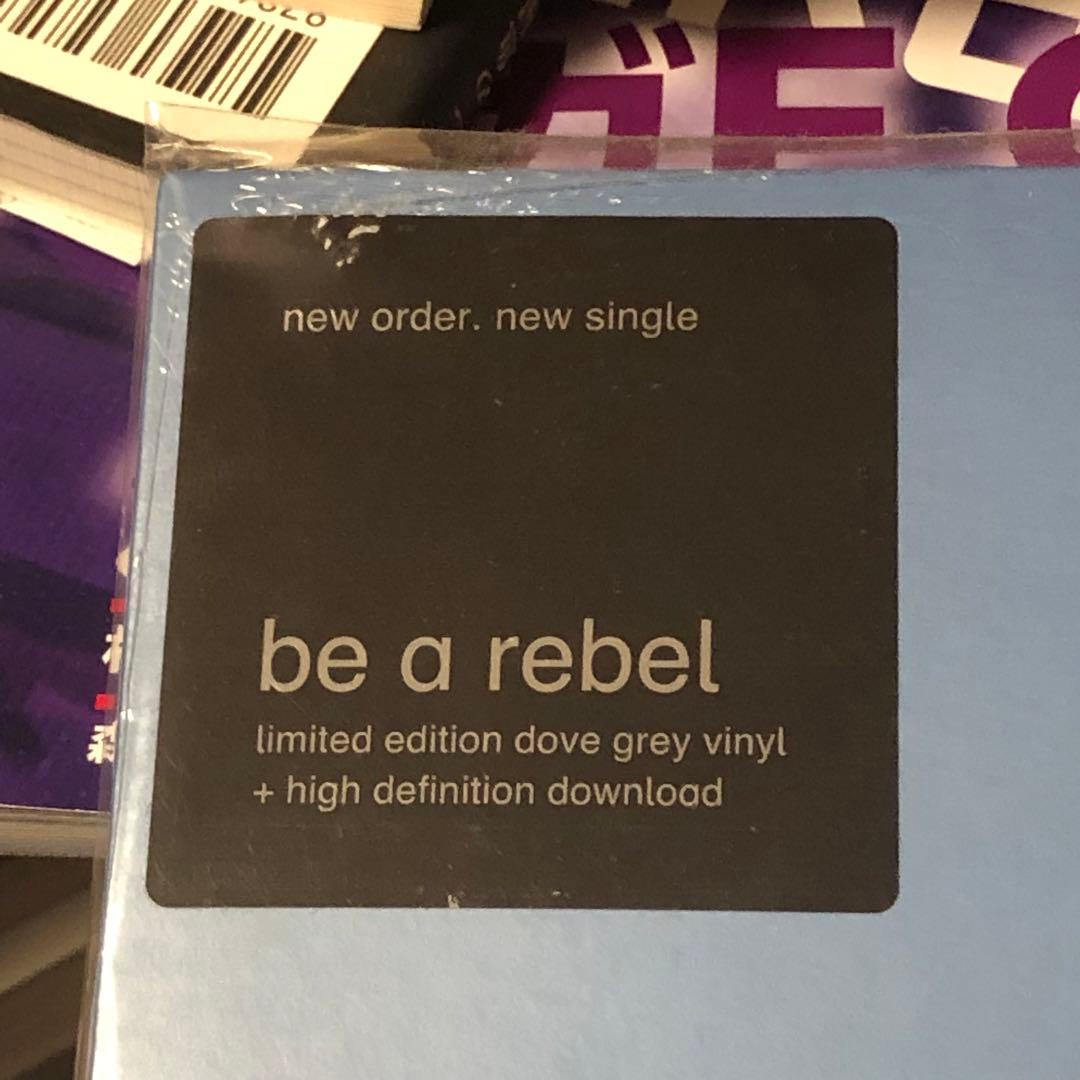 new order. new single
be a rebel
limited edition dove grey vinyl
+ high definition download